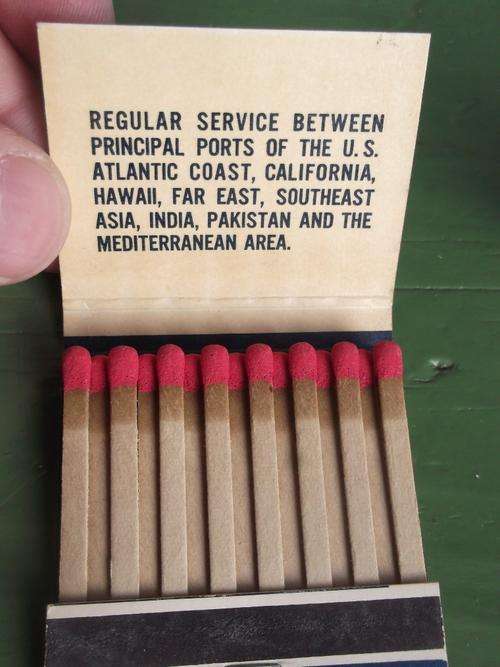 REGULAR SERVICE BETWEEN
PRINCIPAL PORTS OF THE U.S.
ATLANTIC COAST, CALIFORNIA,
HAWAII, FAR EAST, SOUTHEAST
ASIA, INDIA, PAKISTAN AND THE
MEDITERRANEAN AREA.